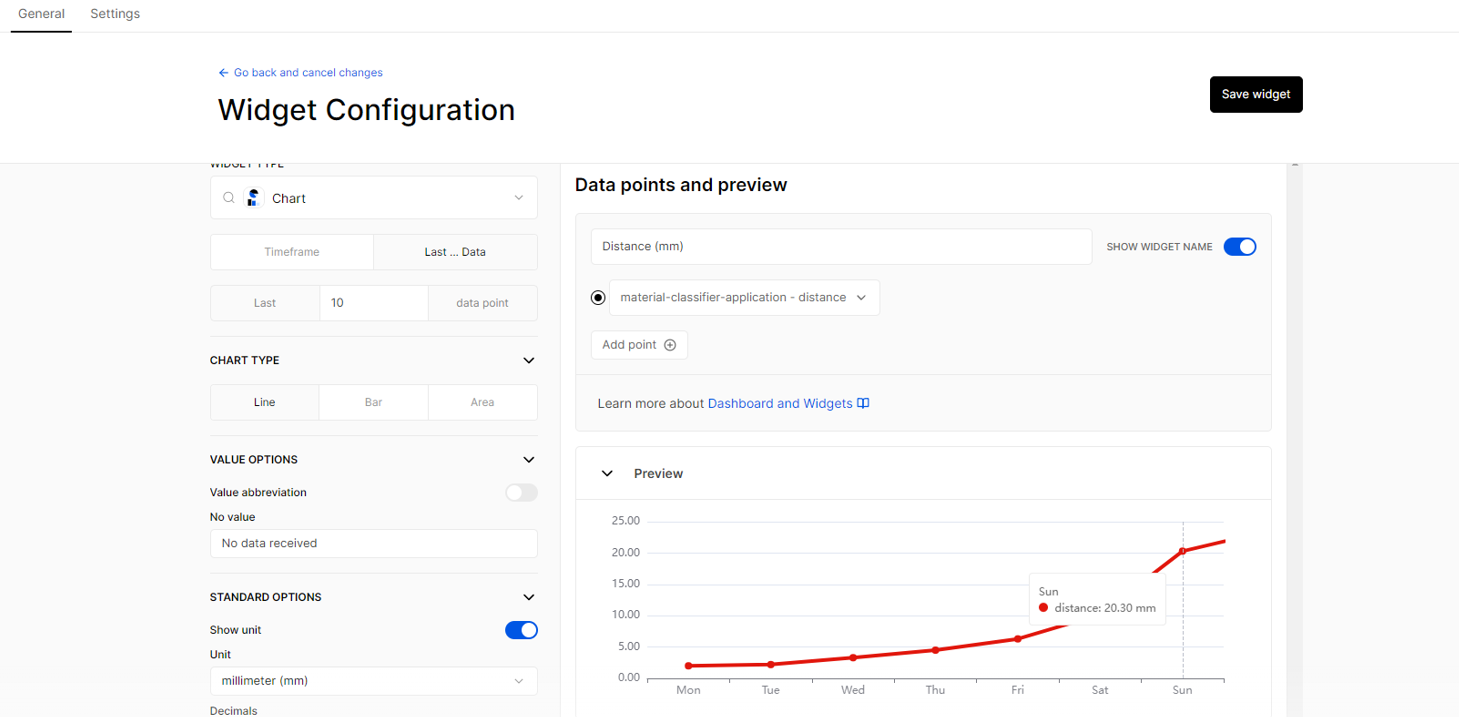 General Settings
Go back and cancel changes
Widget Configuration
Save widget
WIDGET TYPE
Chart
Timeframe Last ... Data
Last 10 data point
CHART TYPE
Line Bar Area
VALUE OPTIONS
Value abbreviation
No value
No data received
STANDARD OPTIONS
Show unit
Unit
millimeter (mm)
Decimals
Data points and preview
Distance (mm) SHOW WIDGET NAME
material-classifier-application - distance
Add point
Learn more about Dashboard and Widgets
Preview
25.00
20.00
15.00
10.00
5.00
0.00
Sun
distance: 20.30 mm
Mon Tue Wed Thu Fri Sat Sun